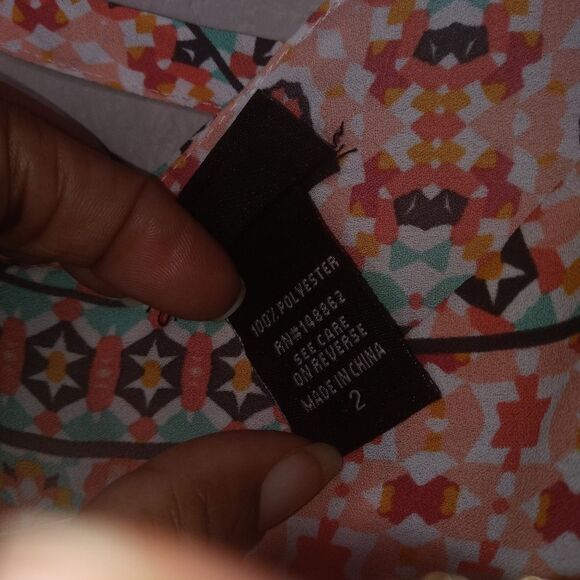 100% POLYESTER
RN#148862
SEE CARE
ON REVERSE
MADE IN CHINA
2